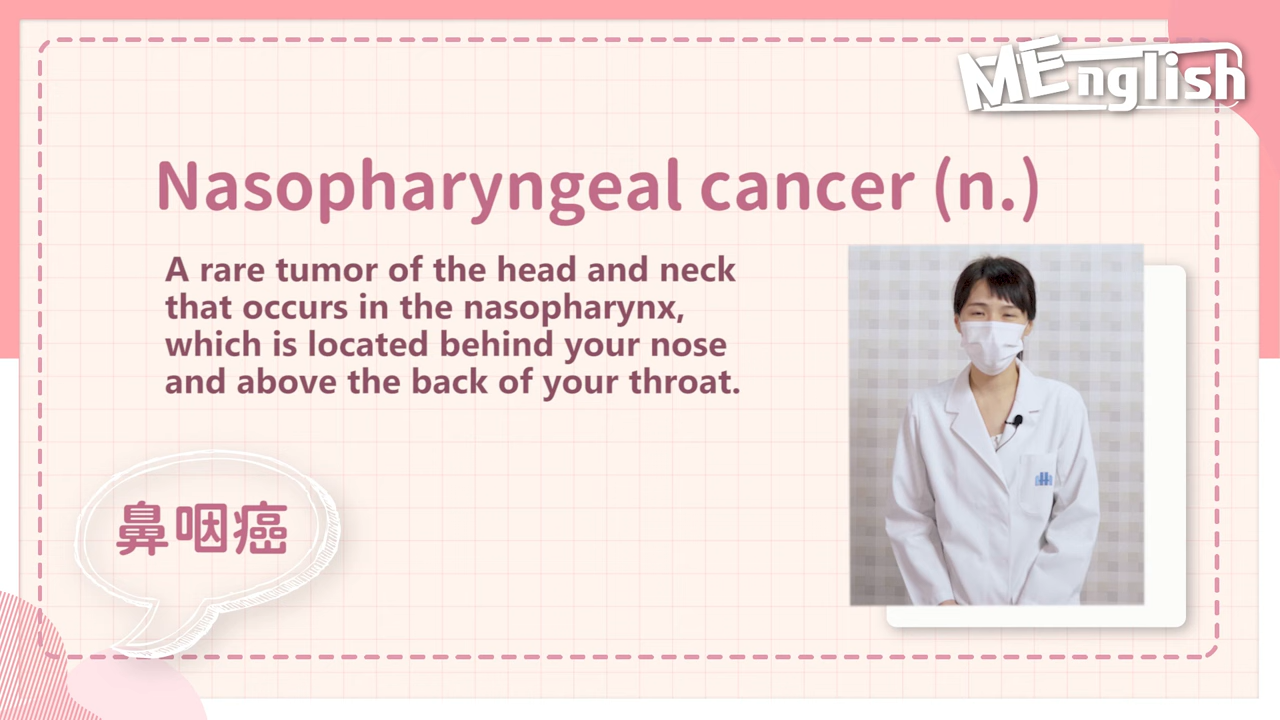 MEnglish
Nasopharyngeal cancer (n.)
A rare tumor of the head and neck
that occurs in the nasopharynx,
which is located behind your nose
and above the back of your throat.
鼻咽癌